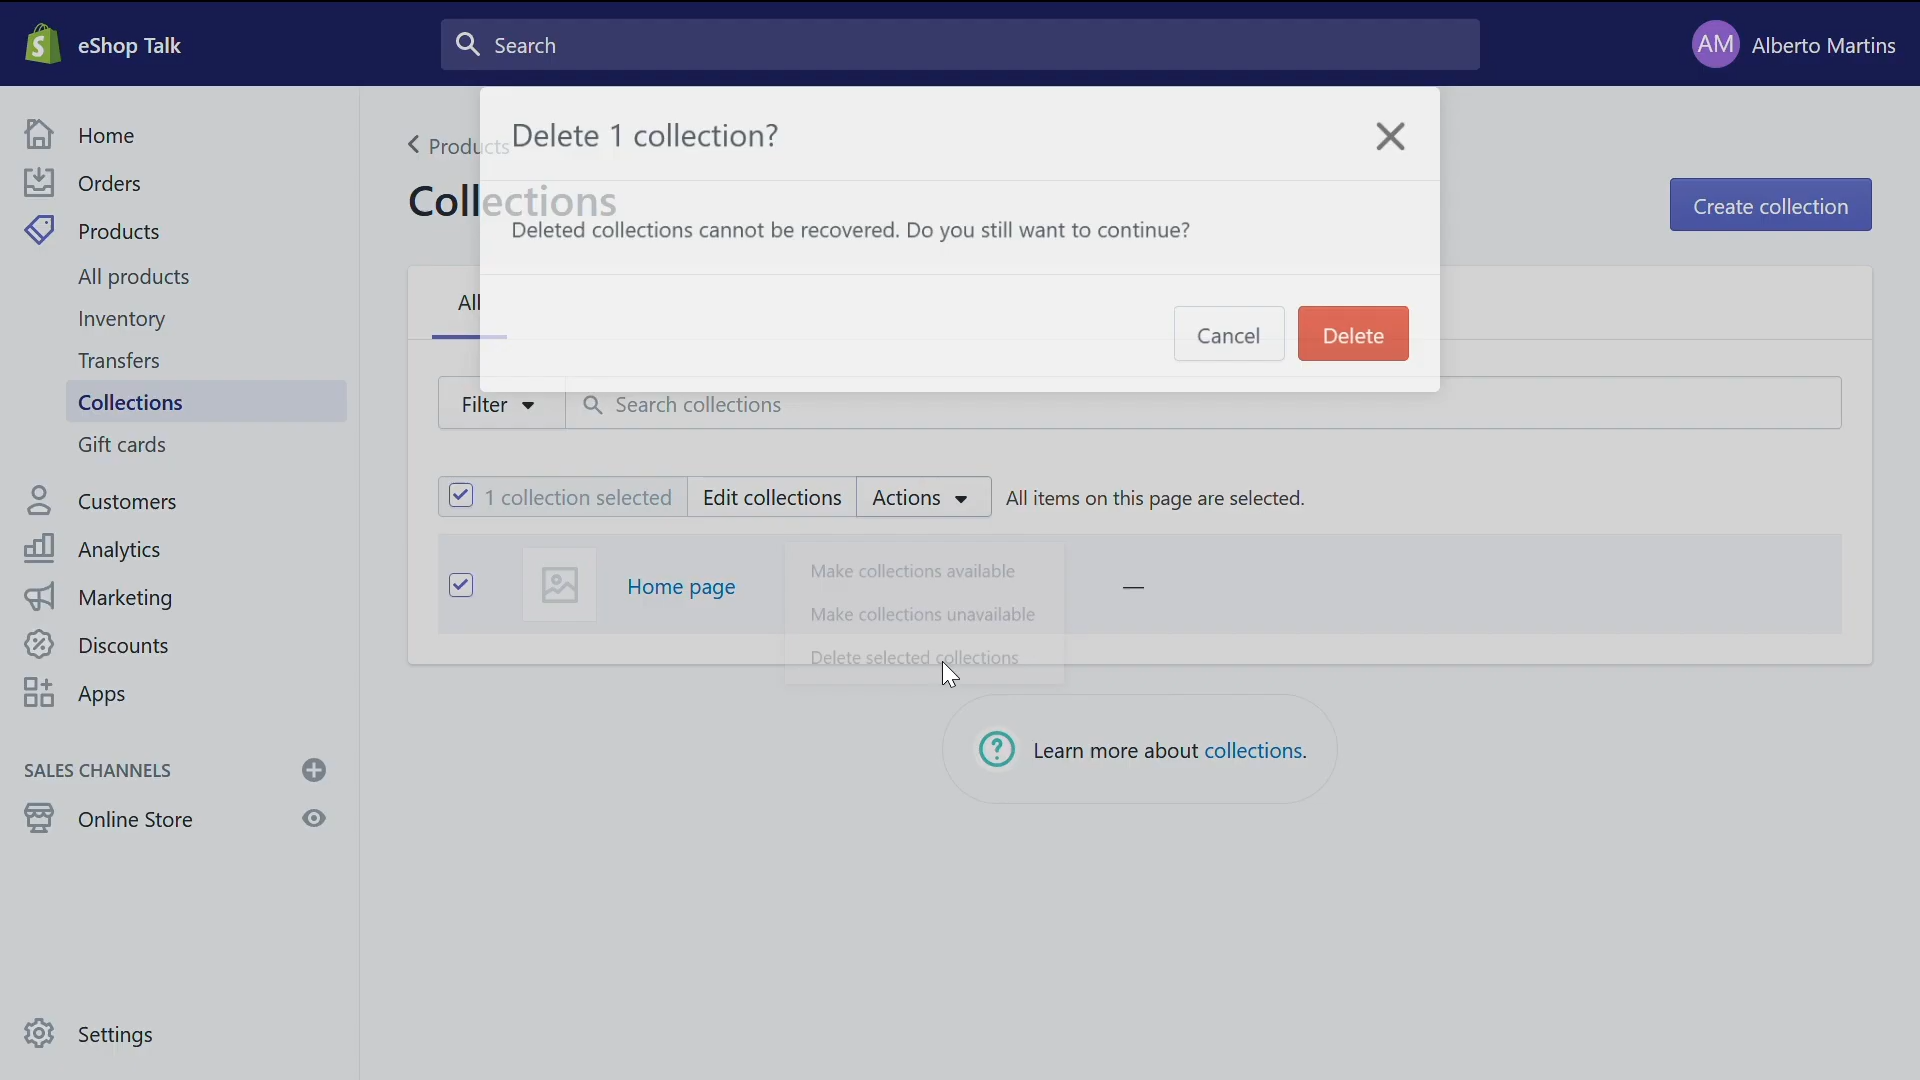 eShop Talk
Search
AM Alberto Martins
Home
Orders
Products
All products
Inventory
Transfers
Collections
Gift cards
Customers
Analytics
Marketing
Discounts
Apps
SALES CHANNELS
Online Store
Settings
Products
Collections
Create collection
Delete 1 collection?
Deleted collections cannot be recovered. Do you still want to continue?
Cancel Delete
All
Filter Search collections
1 collection selected Edit collections Actions All items on this page are selected.
Home page —
Make collections available
Make collections unavailable
Delete selected collections
Learn more about collections.